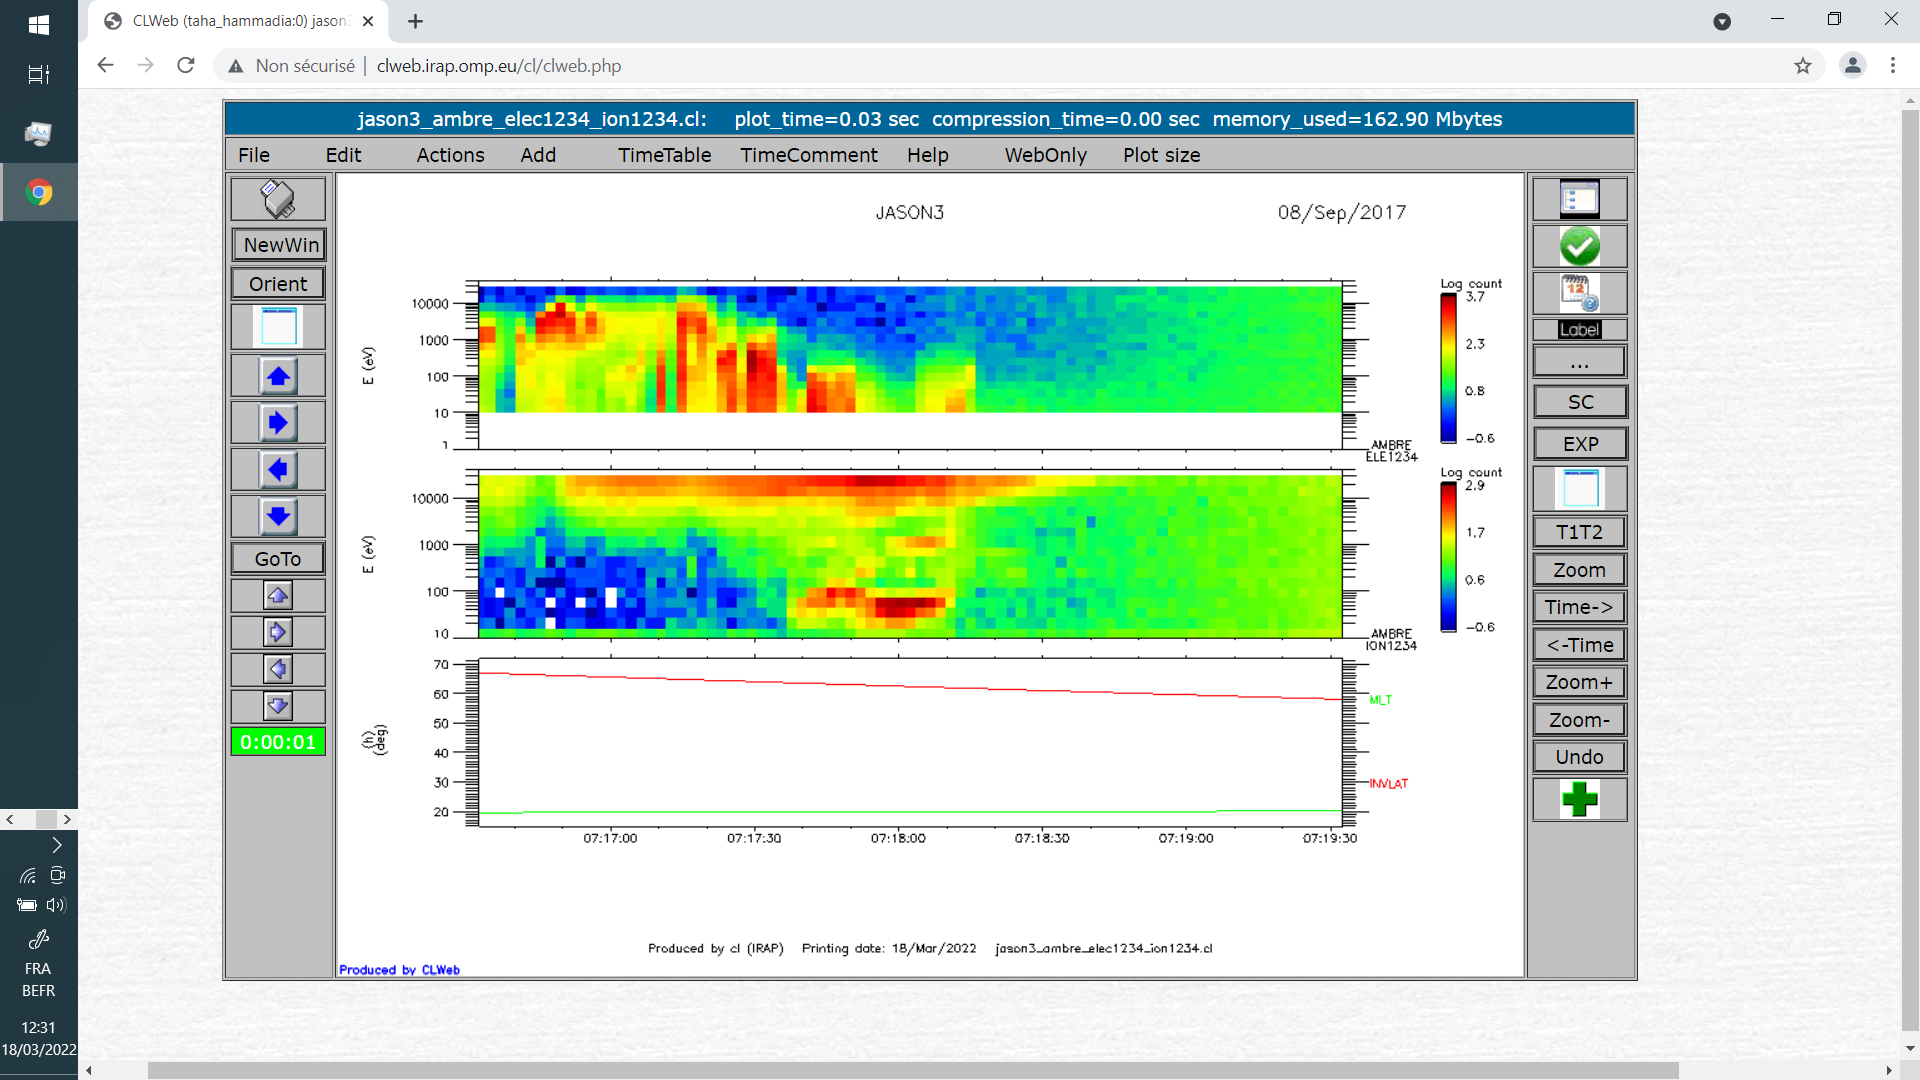 CLWeb (taha_hammadia:0) jason3
Non sécurisé | clweb.irap.omp.eu/cl/clweb.php
jason3_ambre_elec1234_ion1234.cl: plot_time=0.03 sec compression_time=0.00 sec memory_used=162.90 Mbytes
File Edit Actions Add TimeTable TimeComment Help WebOnly Plot size
NewWin
Orient
GoTo
0:00:01
JASON3
08/Sep/2017
10000
1000
100
10
1
E (eV)
Log count
3.7
2.3
0.8
-0.6
AMBRE
ELE1234
10000
1000
100
10
E (eV)
Log count
2.9
1.7
0.6
-0.6
AMBRE
ION1234
70
60
50
40
30
20
(h)
(deg)
MLT
INVLAT
07:17:00 07:17:30 07:18:00 07:18:30 07:19:00 07:19:30
Produced by cl (IRAP) Printing date: 18/Mar/2022 jason3_ambre_elec1234_ion1234.cl
Produced by CLWeb
12
Label
...
SC
EXP
T1T2
Zoom
Time->
<-Time
Zoom+
Zoom-
Undo
FRA
BEFR
12:31
18/03/2022